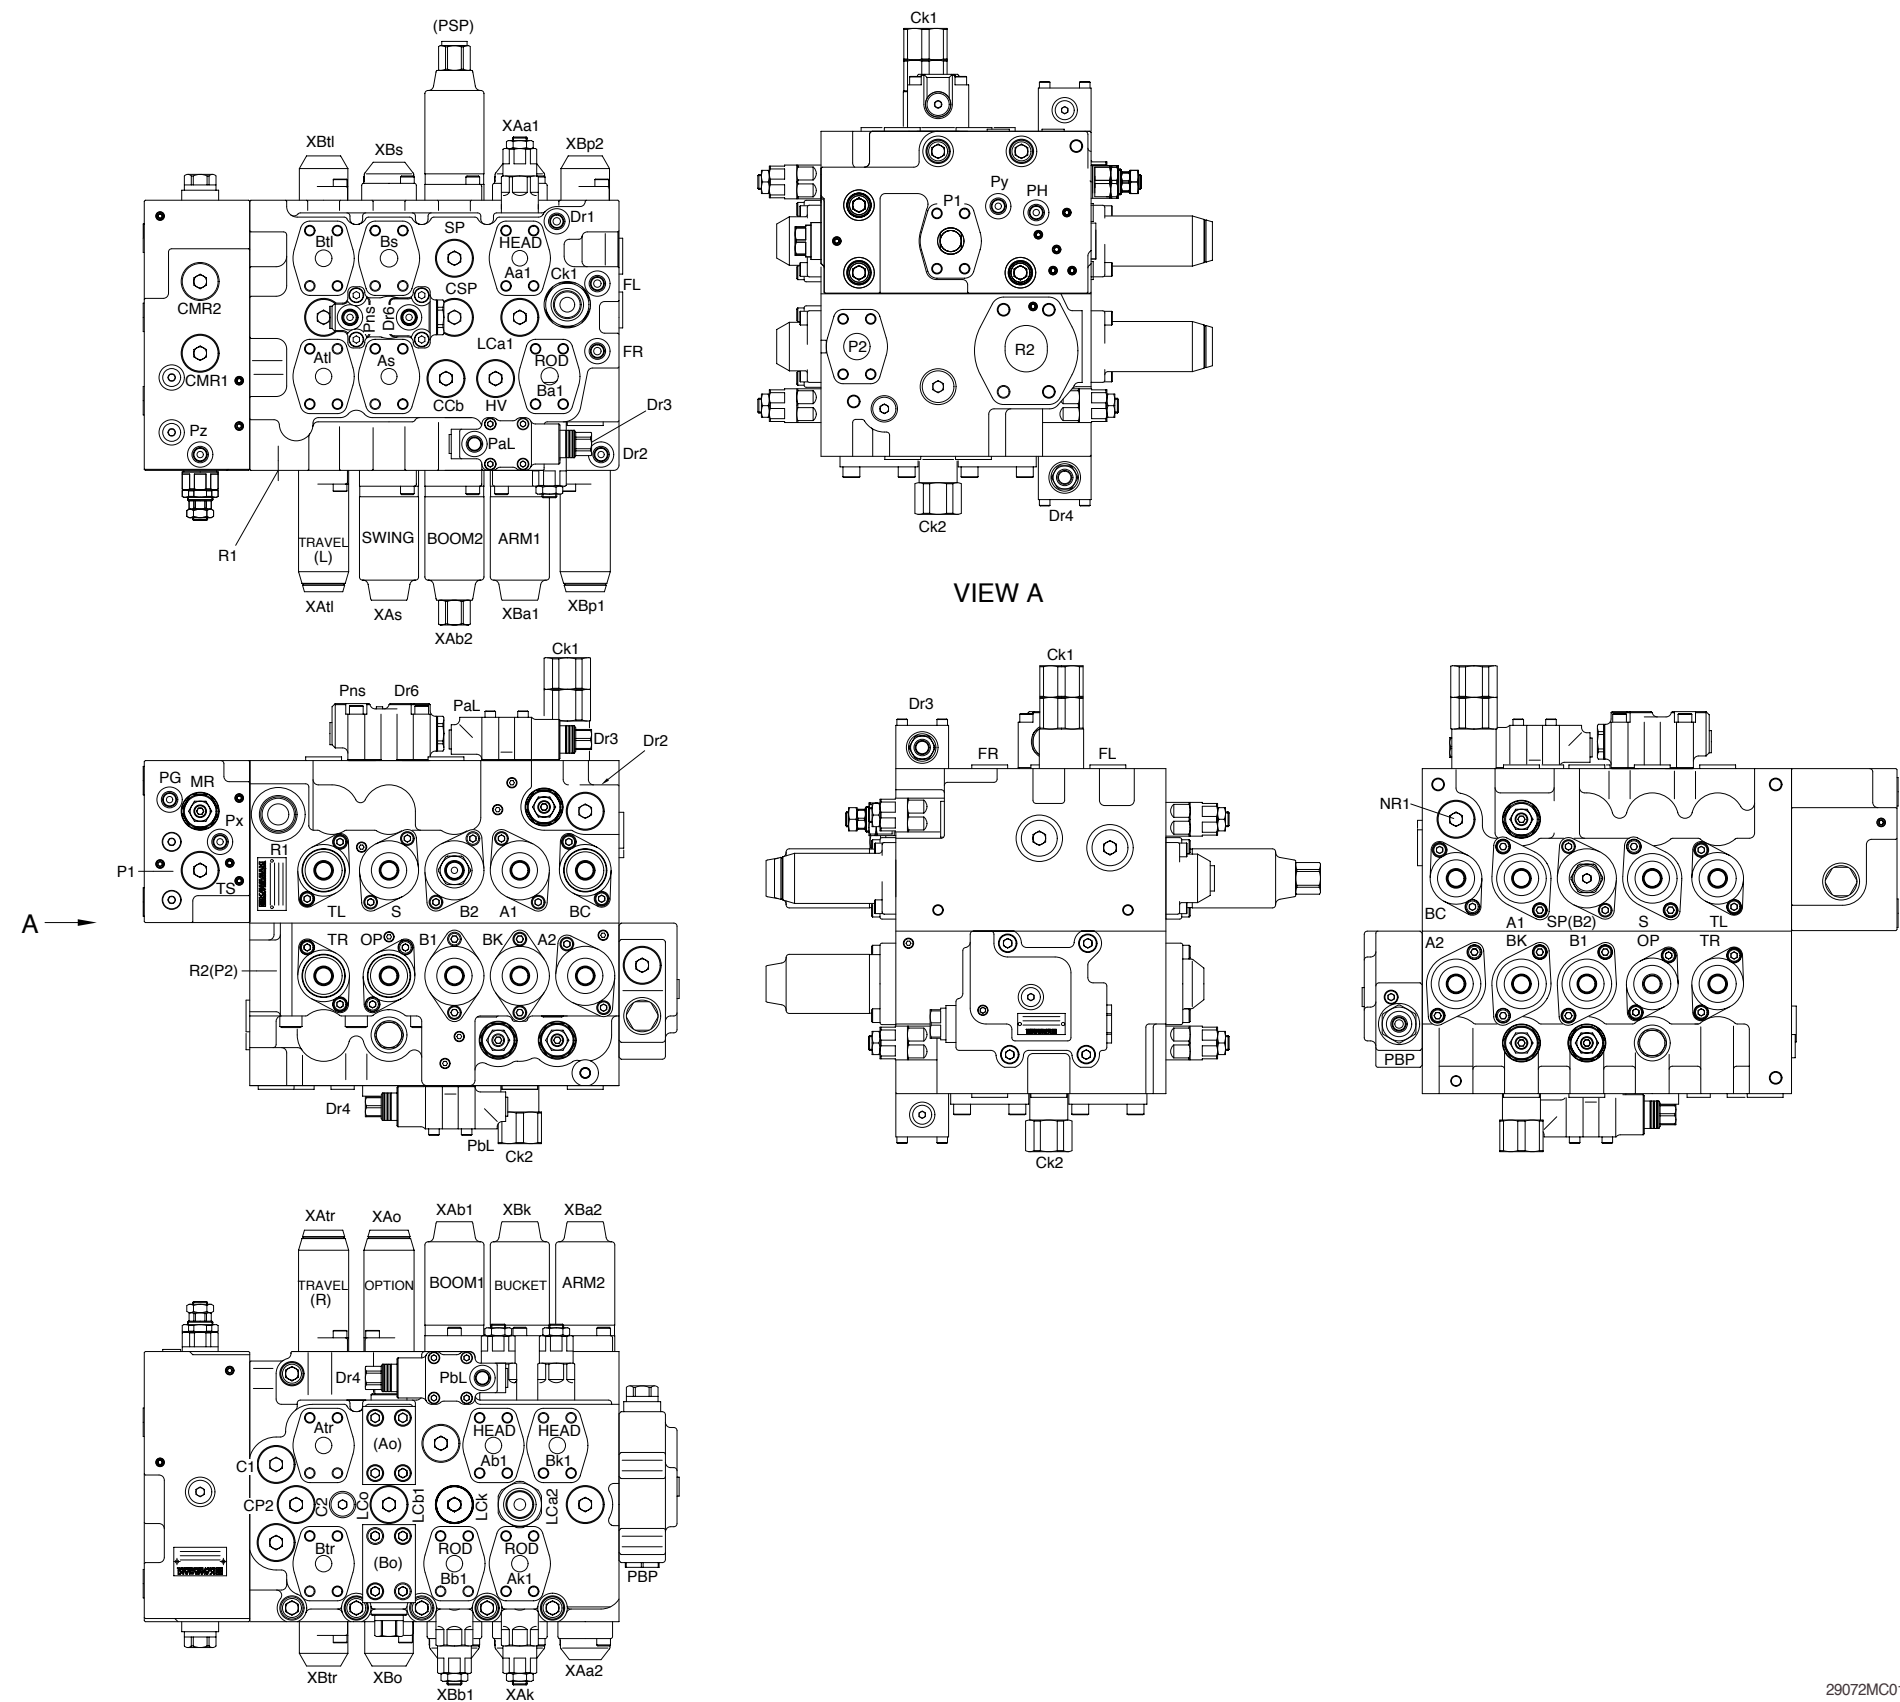 (PSP)
XBtl
XBs
XAa1
XBp2
Btl
Bs
SP
HEAD
Aa1
Dr1
Ck1
FL
CMR2
Pns
Dr6
CSP
LCa1
FR
CMR1
Atl
As
CCb
HV
ROD
Ba1
Dr3
Pz
PaL
Dr2
R1
TRAVEL
(L)
SWING
BOOM2
ARM1
XAtl
XAs
XAb2
XBa1
XBp1
Ck1
P1
Py
PH
P2
R2
Ck2
Dr4
VIEW A
Ck1
Pns
Dr6
PaL
Dr3
Dr2
PG
MR
Px
R1
P1
TS
TL
S
B2
A1
BC
A
TR
OP
B1
BK
A2
R2(P2)
Dr4
PbL
Ck2
Ck1
Dr3
FR
FL
Ck2
NR1
BC
A1
SP(B2)
S
TL
A2
BK
B1
OP
TR
PBP
XAtr
XAo
XAb1
XBk
XBa2
TRAVEL
(R)
OPTION
BOOM1
BUCKET
ARM2
Dr4
PbL
Atr
(Ao)
HEAD
Ab1
HEAD
Bk1
C1
CP2
C2
LCo
LCb1
LCk
LCa2
Btr
(Bo)
ROD
Bb1
ROD
Ak1
PBP
XBtr
XBo
XBb1
XAk
XAa2